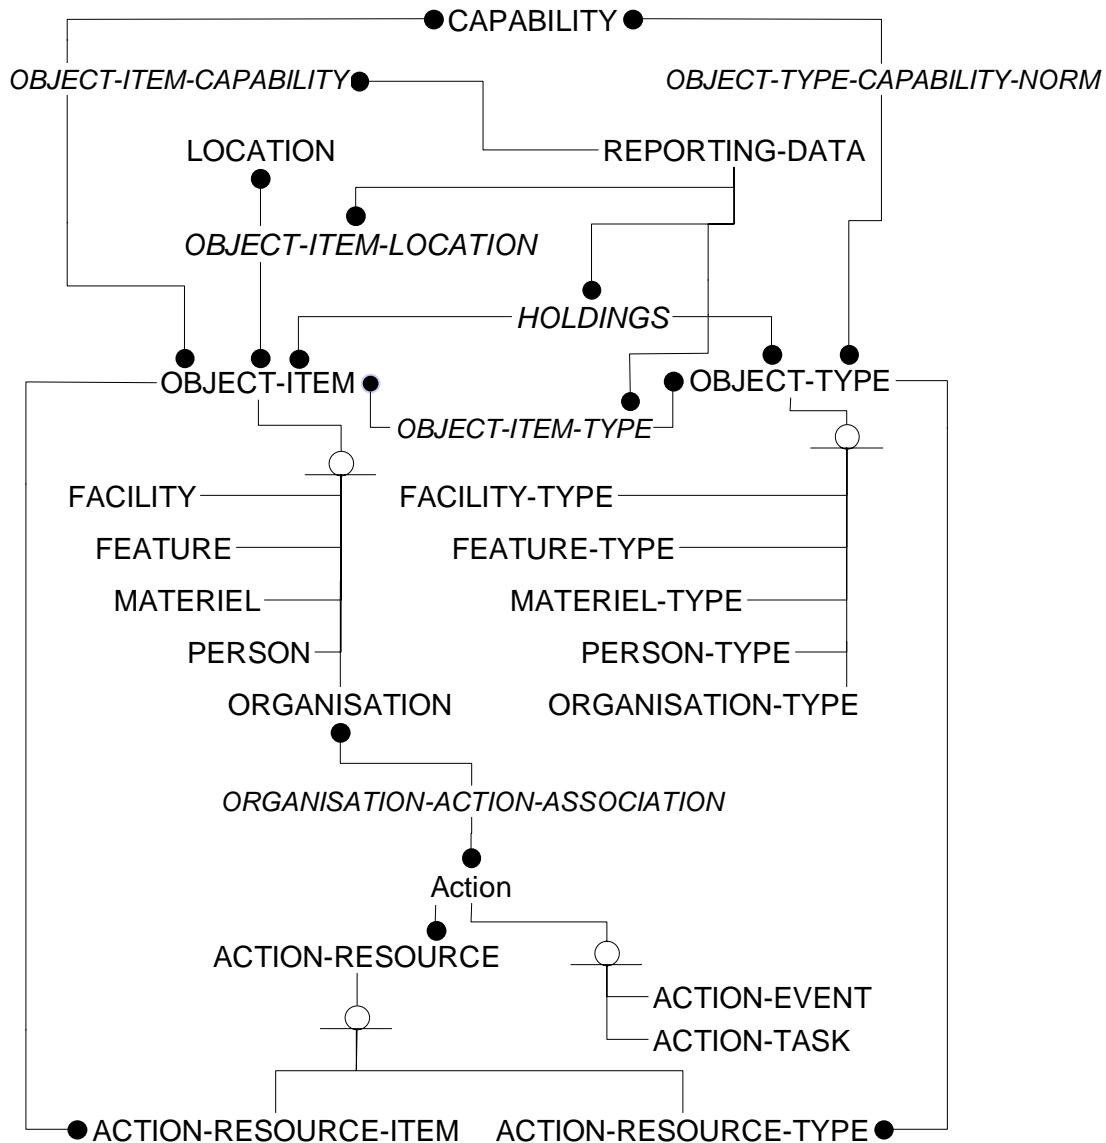 CAPABILITY
OBJECT-ITEM-CAPABILITY
OBJECT-TYPE-CAPABILITY-NORM
LOCATION
REPORTING-DATA
OBJECT-ITEM-LOCATION
HOLDINGS
OBJECT-ITEM
OBJECT-TYPE
OBJECT-ITEM-TYPE
FACILITY
FACILITY-TYPE
FEATURE
FEATURE-TYPE
MATERIEL
MATERIEL-TYPE
PERSON
PERSON-TYPE
ORGANISATION
ORGANISATION-TYPE
ORGANISATION-ACTION-ASSOCIATION
Action
ACTION-RESOURCE
ACTION-EVENT
ACTION-TASK
ACTION-RESOURCE-ITEM
ACTION-RESOURCE-TYPE